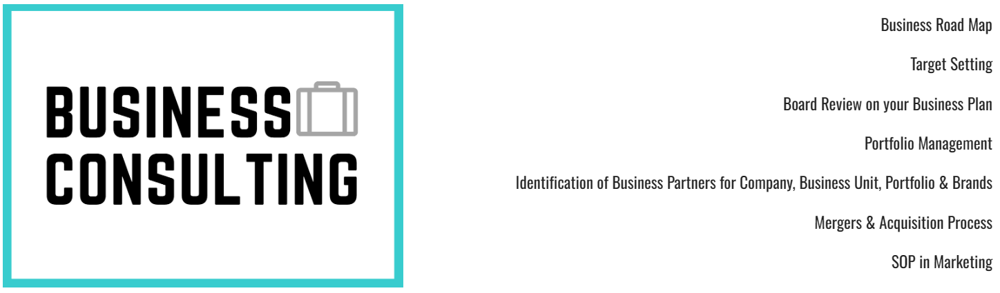 BUSINESS
CONSULTING
Business Road Map
Target Setting
Board Review on your Business Plan
Portfolio Management
Identification of Business Partners for Company, Business Unit, Portfolio & Brands
Mergers & Acquisition Process
SOP in Marketing